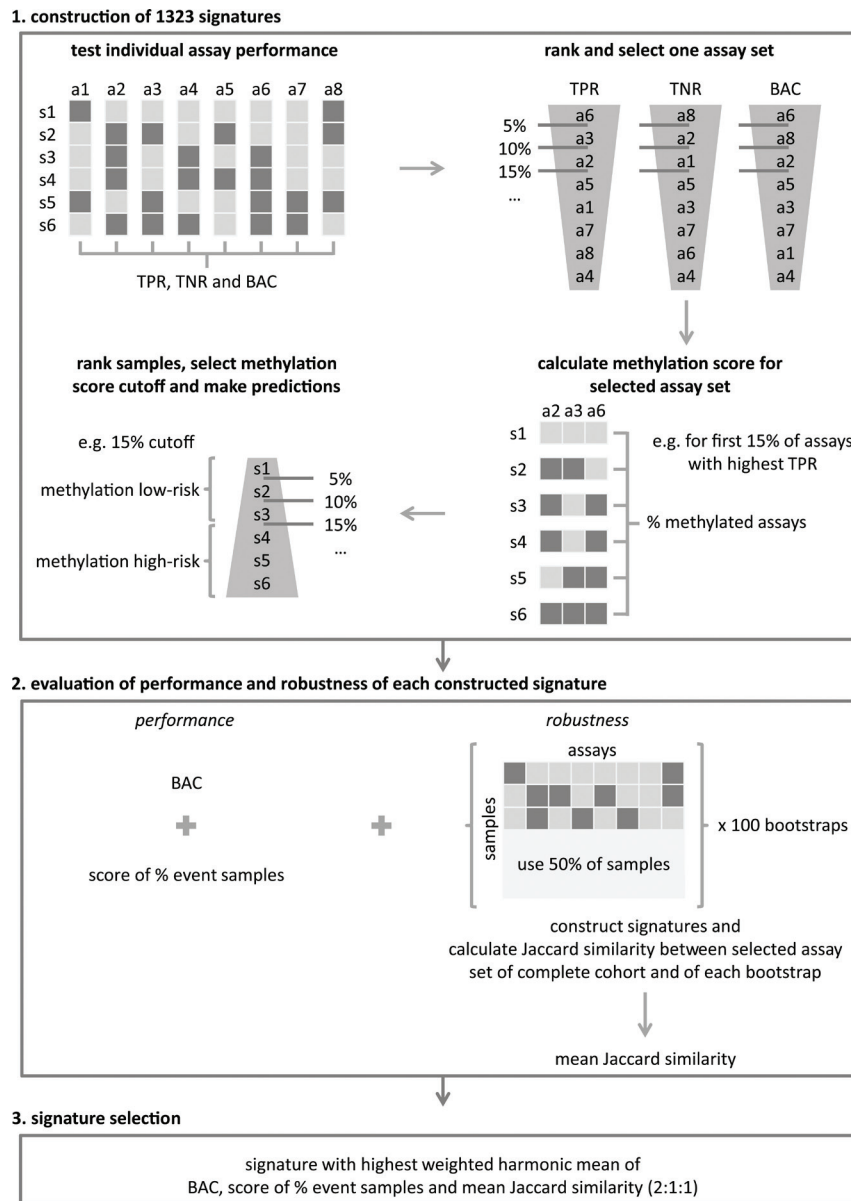 1. construction of 1323 signatures
test individual assay performance
a1 a2 a3 a4 a5 a6 a7 a8
s1
s2
s3
s4
s5
s6
TPR, TNR and BAC
rank and select one assay set
TPR TNR BAC
a6 a8 a6
5%
a3 a2 a8
10%
a2 a1 a2
15%
a5 a5 a5
...
a1 a3 a3
a7 a7 a7
a8 a6 a1
a4 a4 a4
calculate methylation score for
selected assay set
a2 a3 a6
s1
s2
s3
s4
s5
s6
e.g. for first 15% of assays
with highest TPR
% methylated assays
rank samples, select methylation
score cutoff and make predictions
e.g. 15% cutoff
methylation low-risk
methylation high-risk
s1
5%
s2
10%
s3
15%
s4
...
s5
s6
2. evaluation of performance and robustness of each constructed signature
performance
BAC
+
score of % event samples
+
robustness
assays
samples
use 50% of samples
x 100 bootstraps
construct signatures and
calculate Jaccard similarity between selected assay
set of complete cohort and of each bootstrap
mean Jaccard similarity
3. signature selection
signature with highest weighted harmonic mean of
BAC, score of % event samples and mean Jaccard similarity (2:1:1)